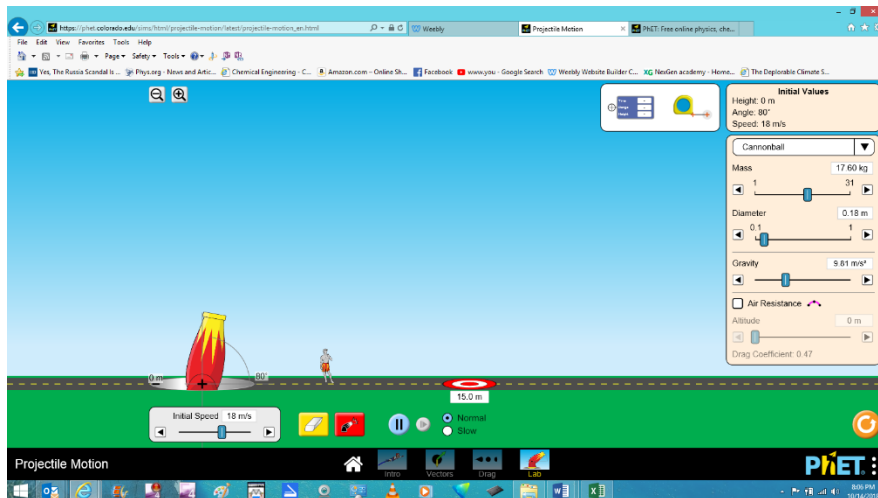 https://phet.colorado.edu/sims/html/projectile-motion/latest/projectile-motion_en.html
Weebly
Projectile Motion
PhET: Free online physics, che...
File Edit View Favorites Tools Help
Page Safety Tools
Yes, The Russia Scandal Is ...
Phys.org - News and Artic...
Chemical Engineering - C...
Amazon.com – Online Sh...
Facebook
www.you - Google Search
Weebly Website Builder C...
XG NexGen academy - Home...
The Deplorable Climate S...
Initial Values
Height: 0 m
Angle: 80°
Speed: 18 m/s
Cannonball
Mass 17.60 kg
1 31
Diameter 0.18 m
0.1 1
Gravity 9.81 m/s²
Air Resistance
Altitude 0 m
Drag Coefficient: 0.47
0 m
80°
15.0 m
Initial Speed 18 m/s
Normal
Slow
Projectile Motion
Intro
Vectors
Drag
Lab
PhET
8:06 PM